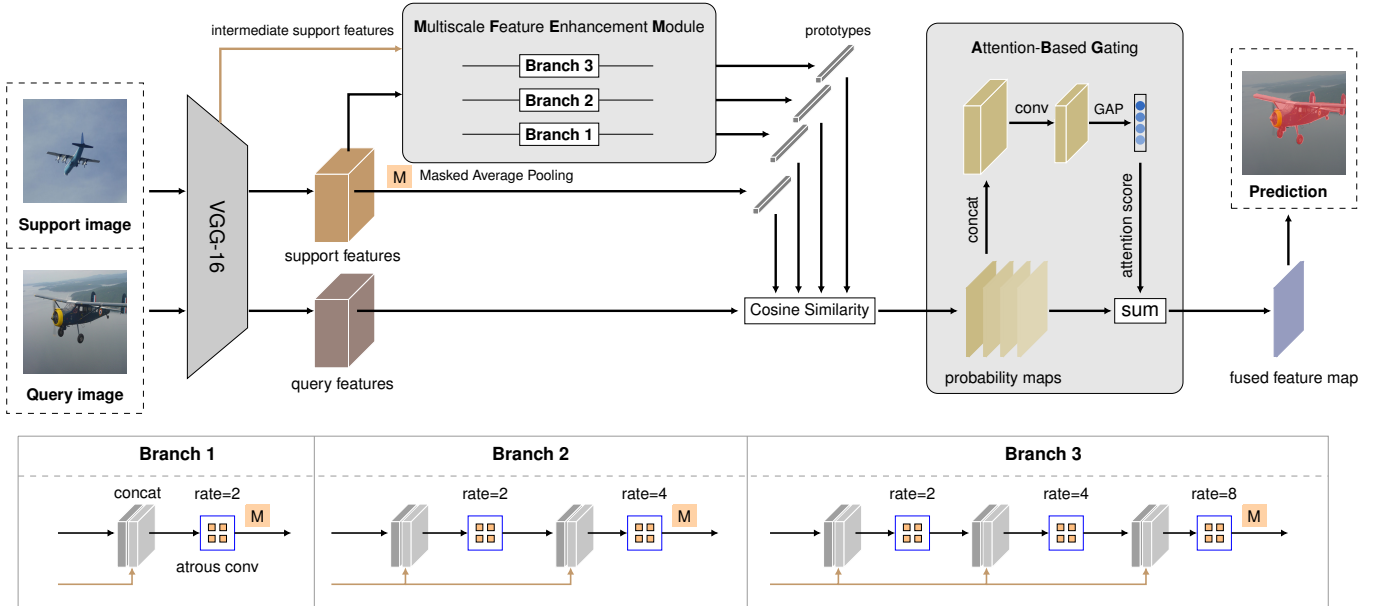 intermediate support features
Multiscale Feature Enhancement Module
Branch 3
Branch 2
Branch 1
prototypes
Attention-Based Gating
conv
GAP
concat
attention score
Support image
Query image
VGG-16
M
Masked Average Pooling
support features
query features
Cosine Similarity
probability maps
sum
Prediction
fused feature map
Branch 1
concat
rate=2
M
atrous conv
Branch 2
rate=2
rate=4
M
Branch 3
rate=2
rate=4
rate=8
M